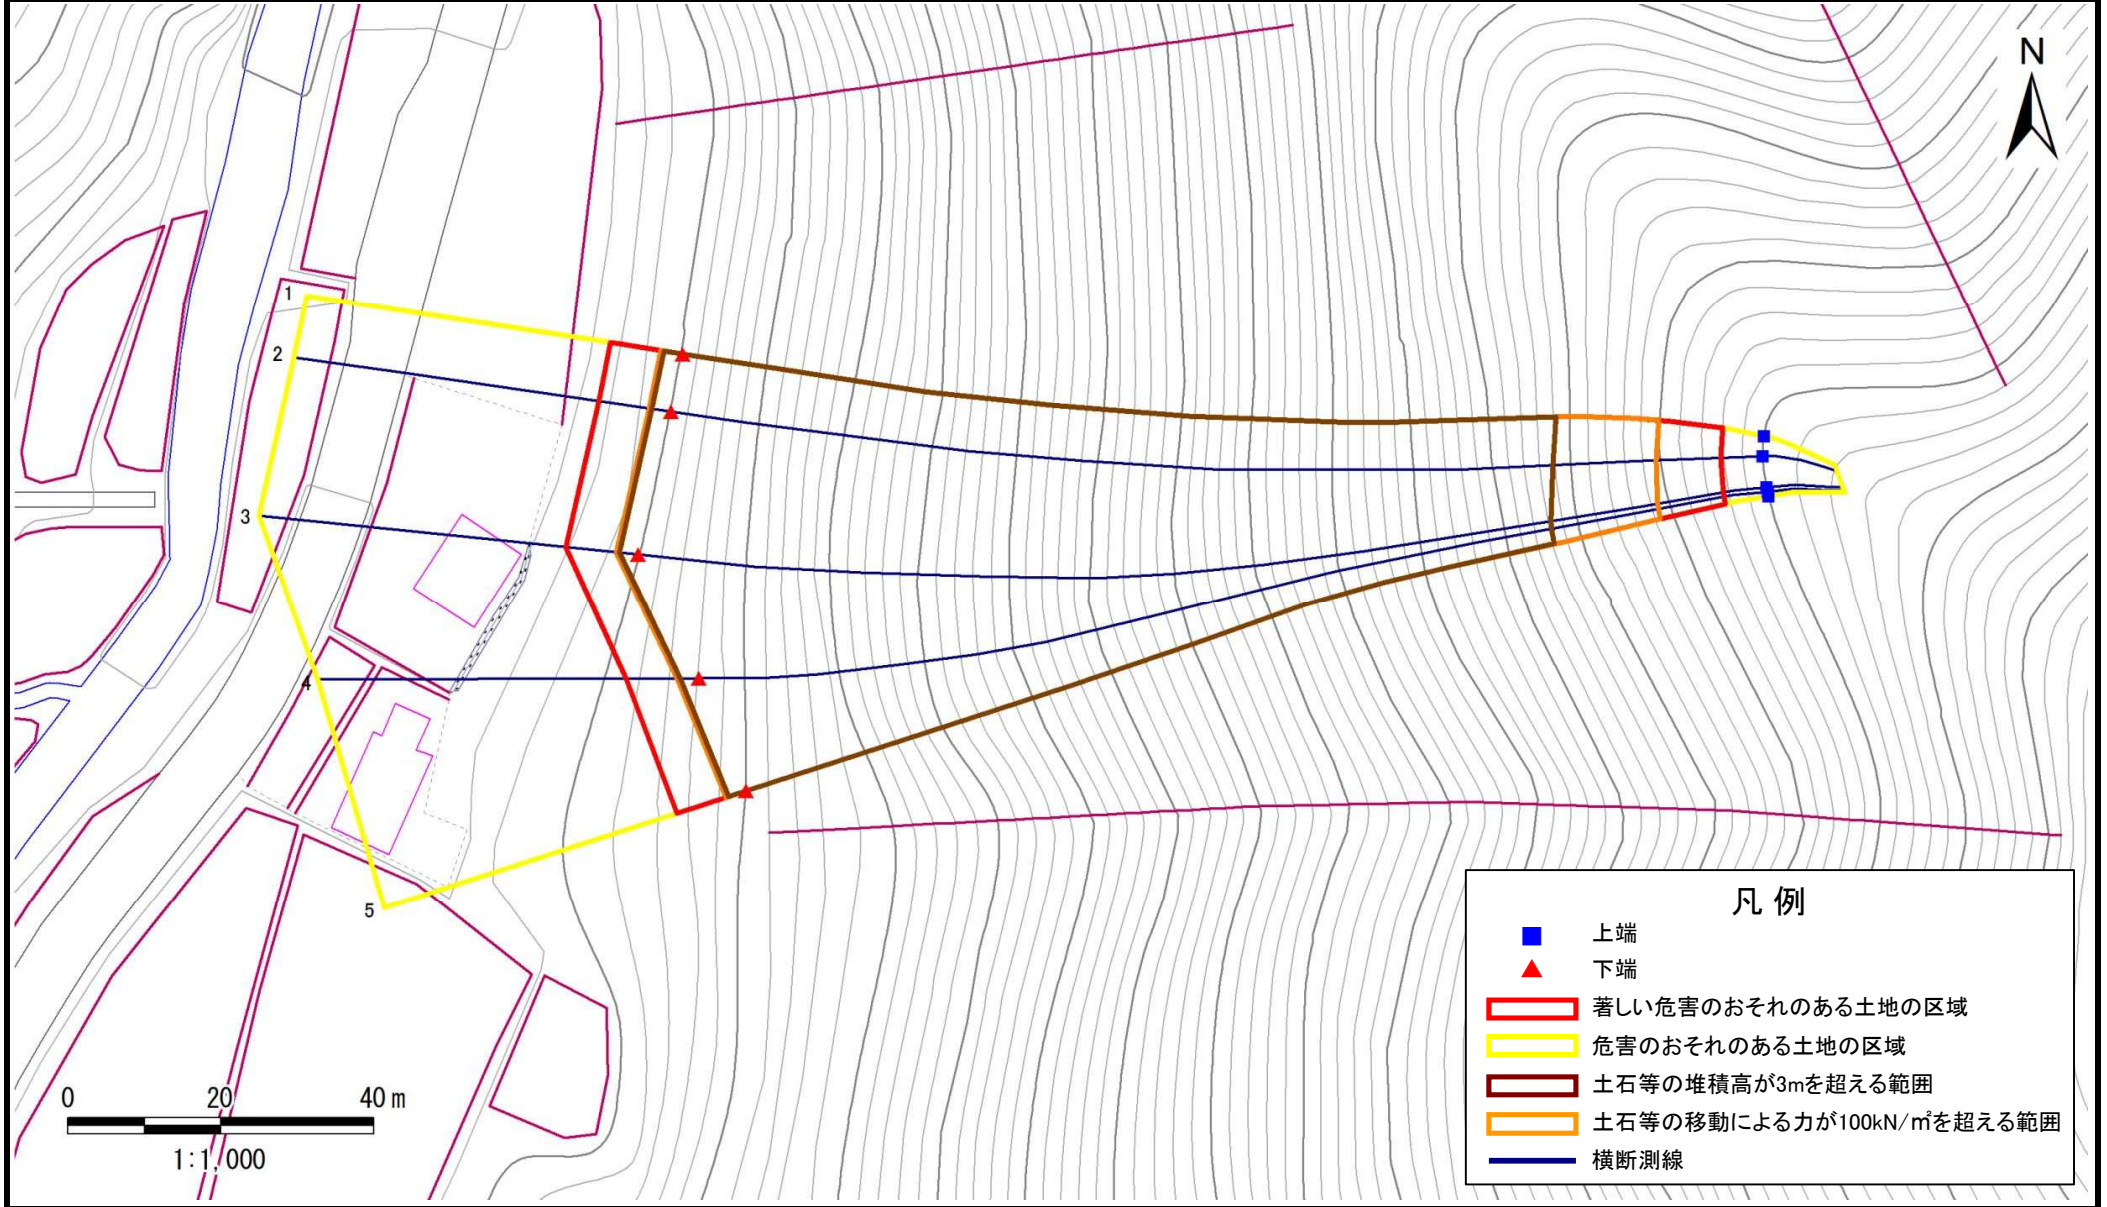 N
1
2
3
4
5
凡 例
上端
下端
著しい危害のおそれのある土地の区域
危害のおそれのある土地の区域
土石等の堆積高が3mを超える範囲
土石等の移動による力が100kN/㎡を超える範囲
横断測線
0 20 40 m
1:1,000